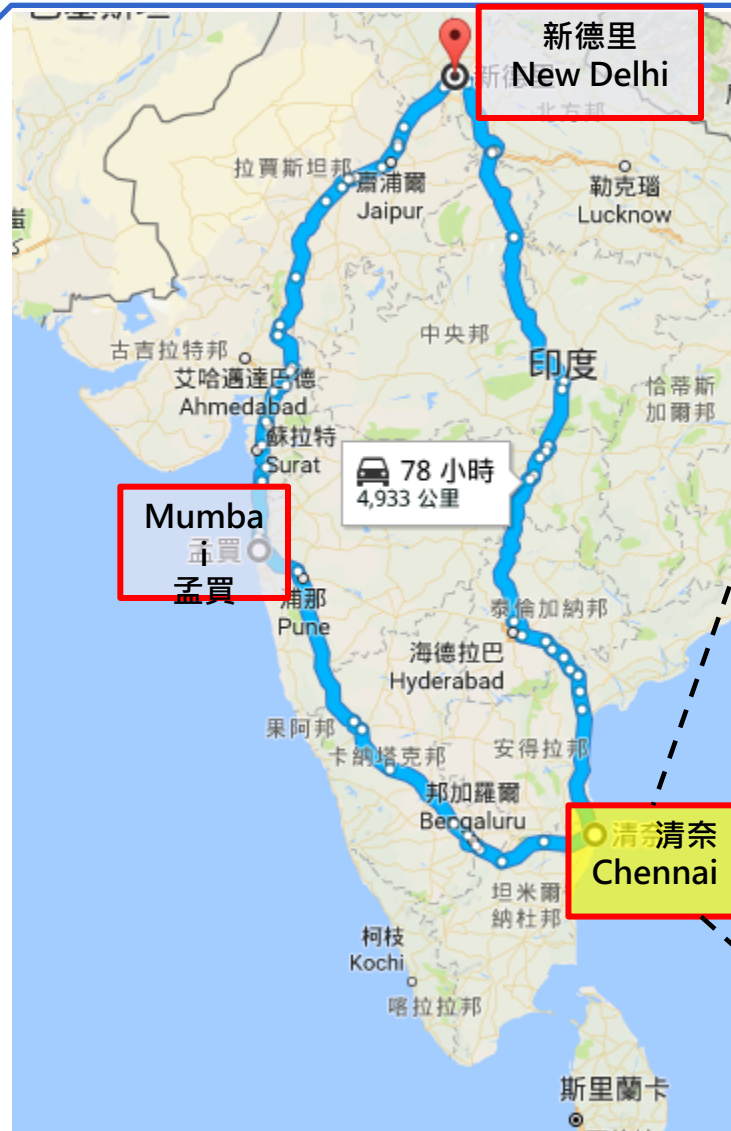 新德里
New Delhi
新德里
北方邦
拉賈斯坦邦
齋浦爾
Jaipur
勒克瑙
Lucknow
中央邦
古吉拉特邦
印度
艾哈邁達巴德
Ahmedabad
恰蒂斯
加爾邦
蘇拉特
Surat
78 小時
4,933 公里
Mumba
i
孟買
孟買
浦那
Pune
泰倫加納邦
海德拉巴
Hyderabad
果阿邦
卡納塔克邦
安得拉邦
邦加羅爾
Bengaluru
清奈
清奈
Chennai
坦米爾
納杜邦
柯枝
Kochi
喀拉拉邦
斯里蘭卡